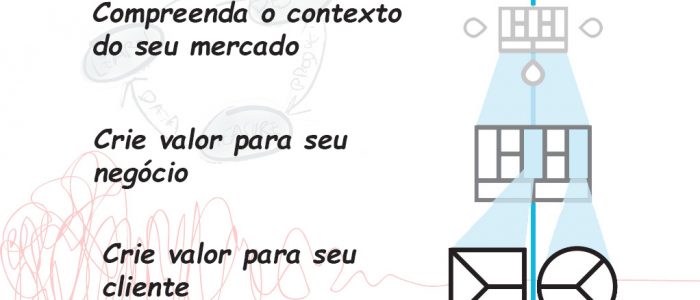 Compreenda o contexto
do seu mercado
Crie valor para seu
negócio
Crie valor para seu
cliente